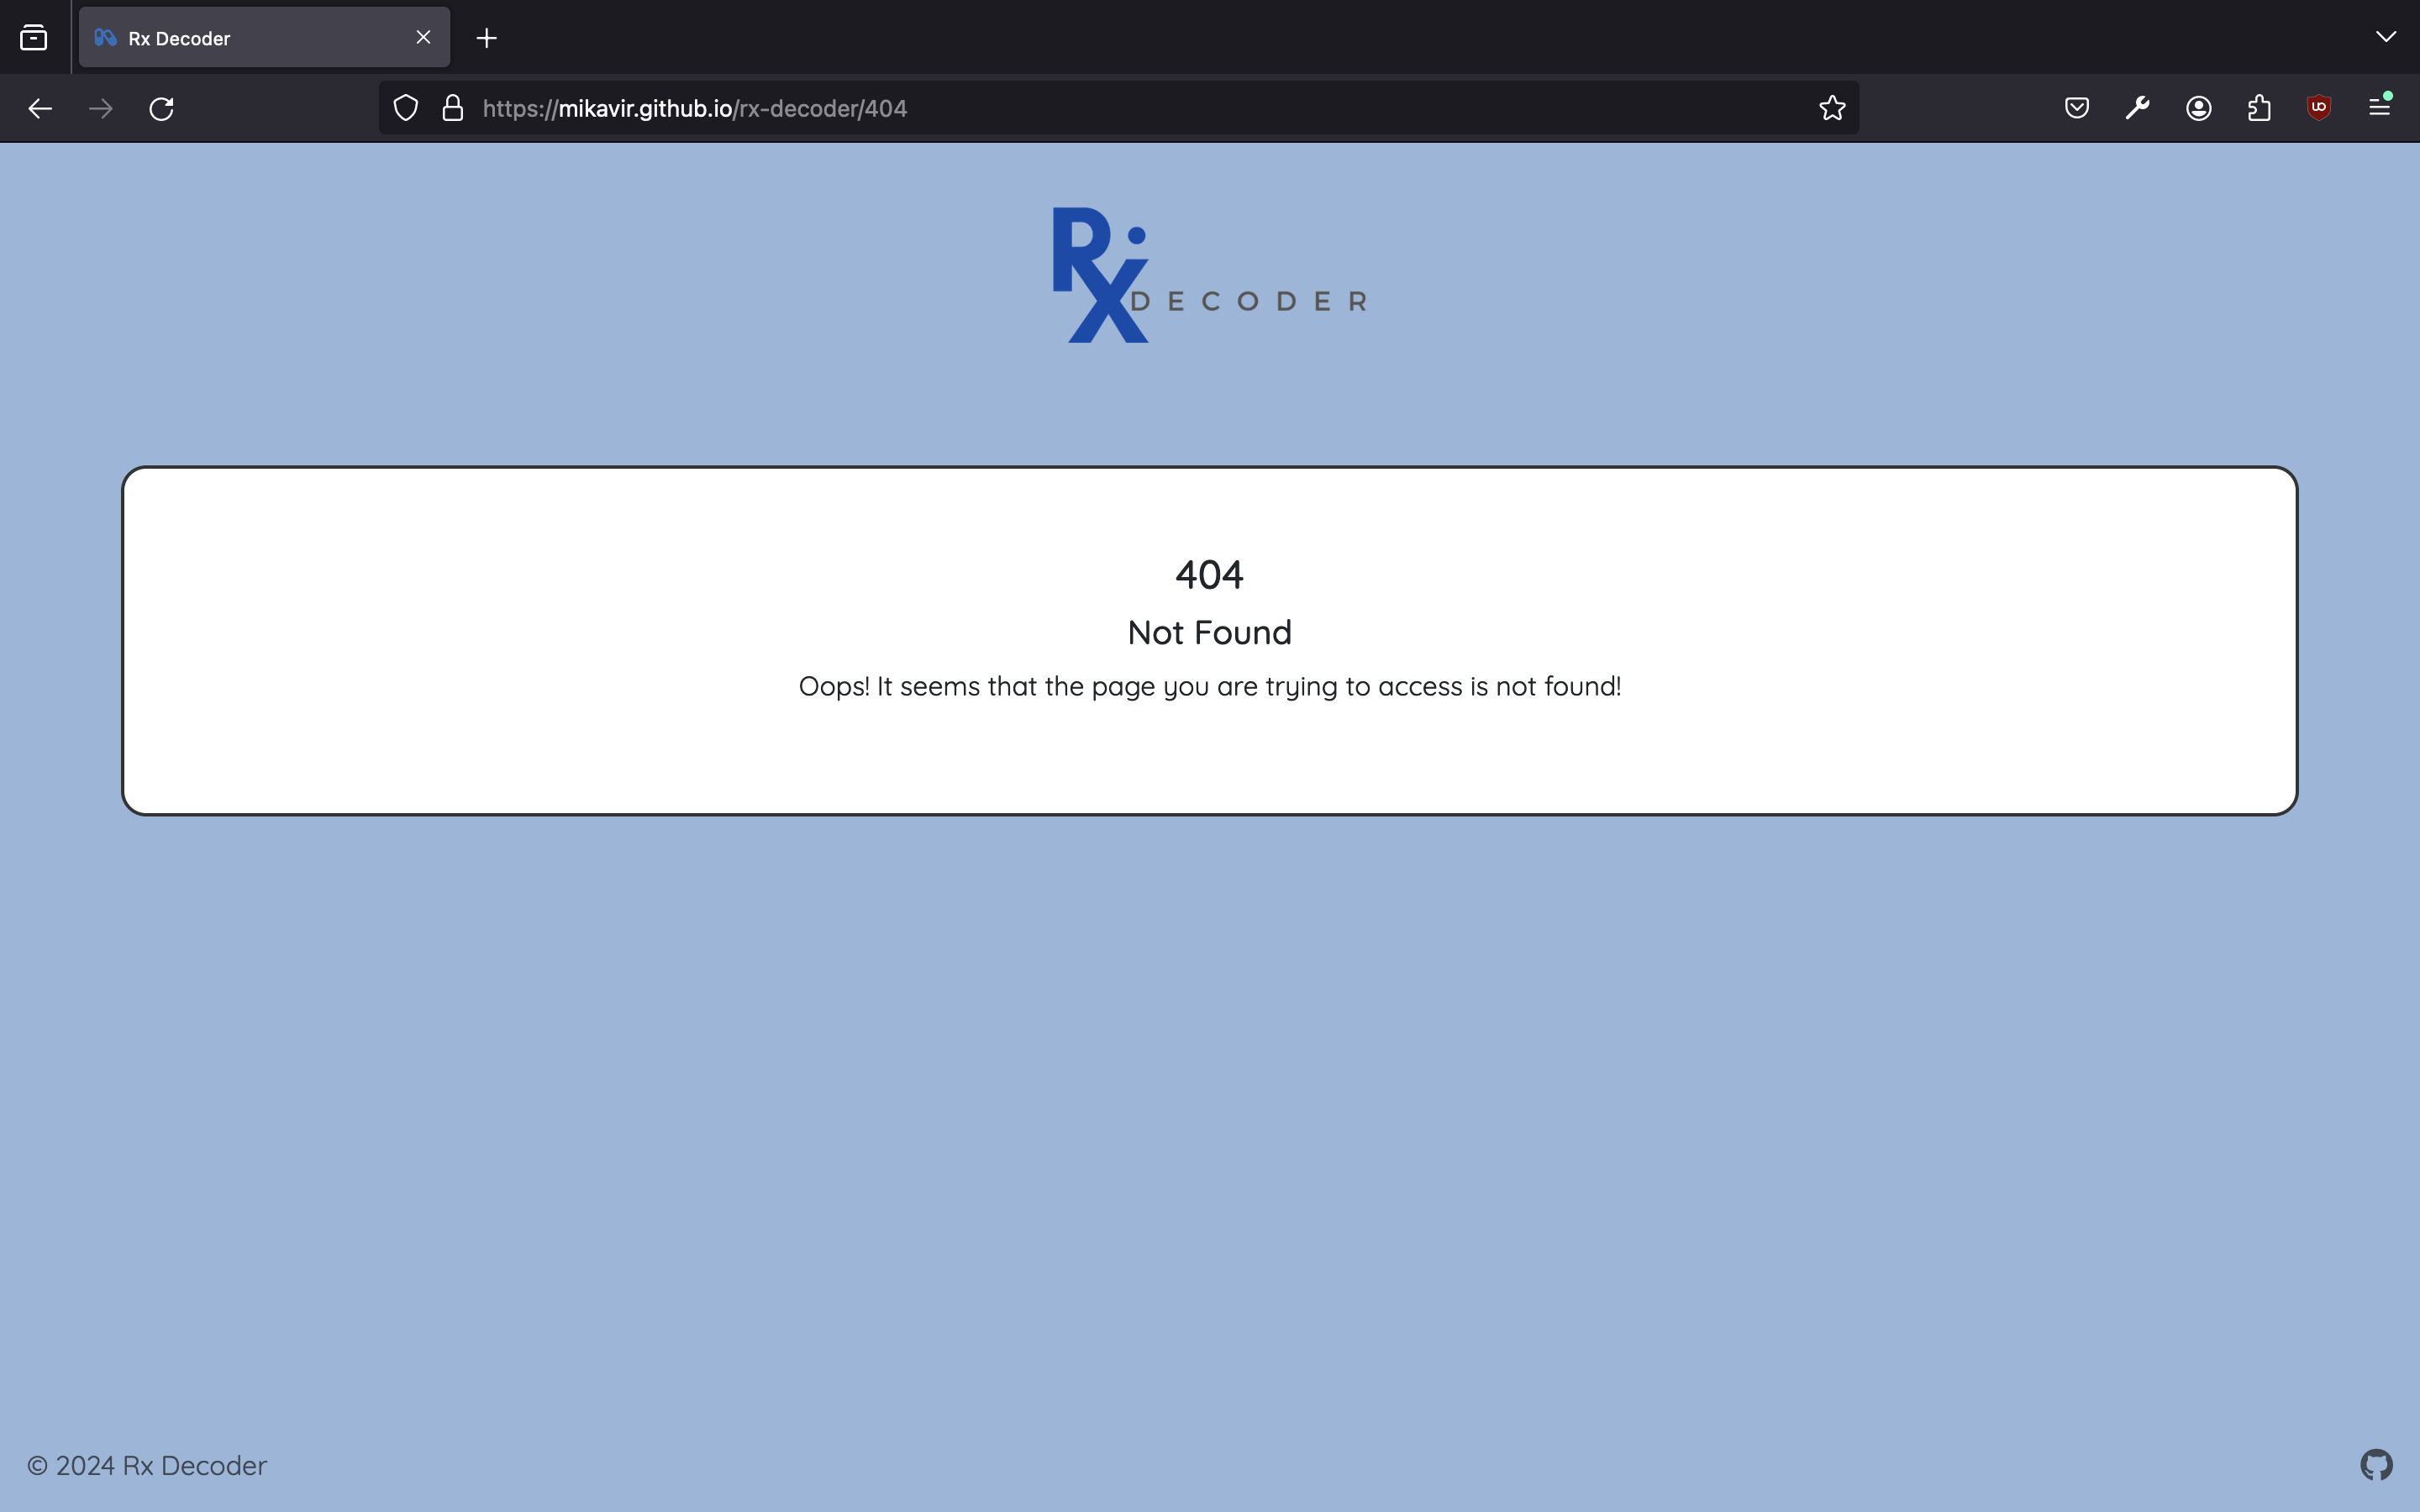 Rx Decoder
https://mikavir.github.io/rx-decoder/404
Rx DECODER
404
Not Found
Oops! It seems that the page you are trying to access is not found!
© 2024 Rx Decoder